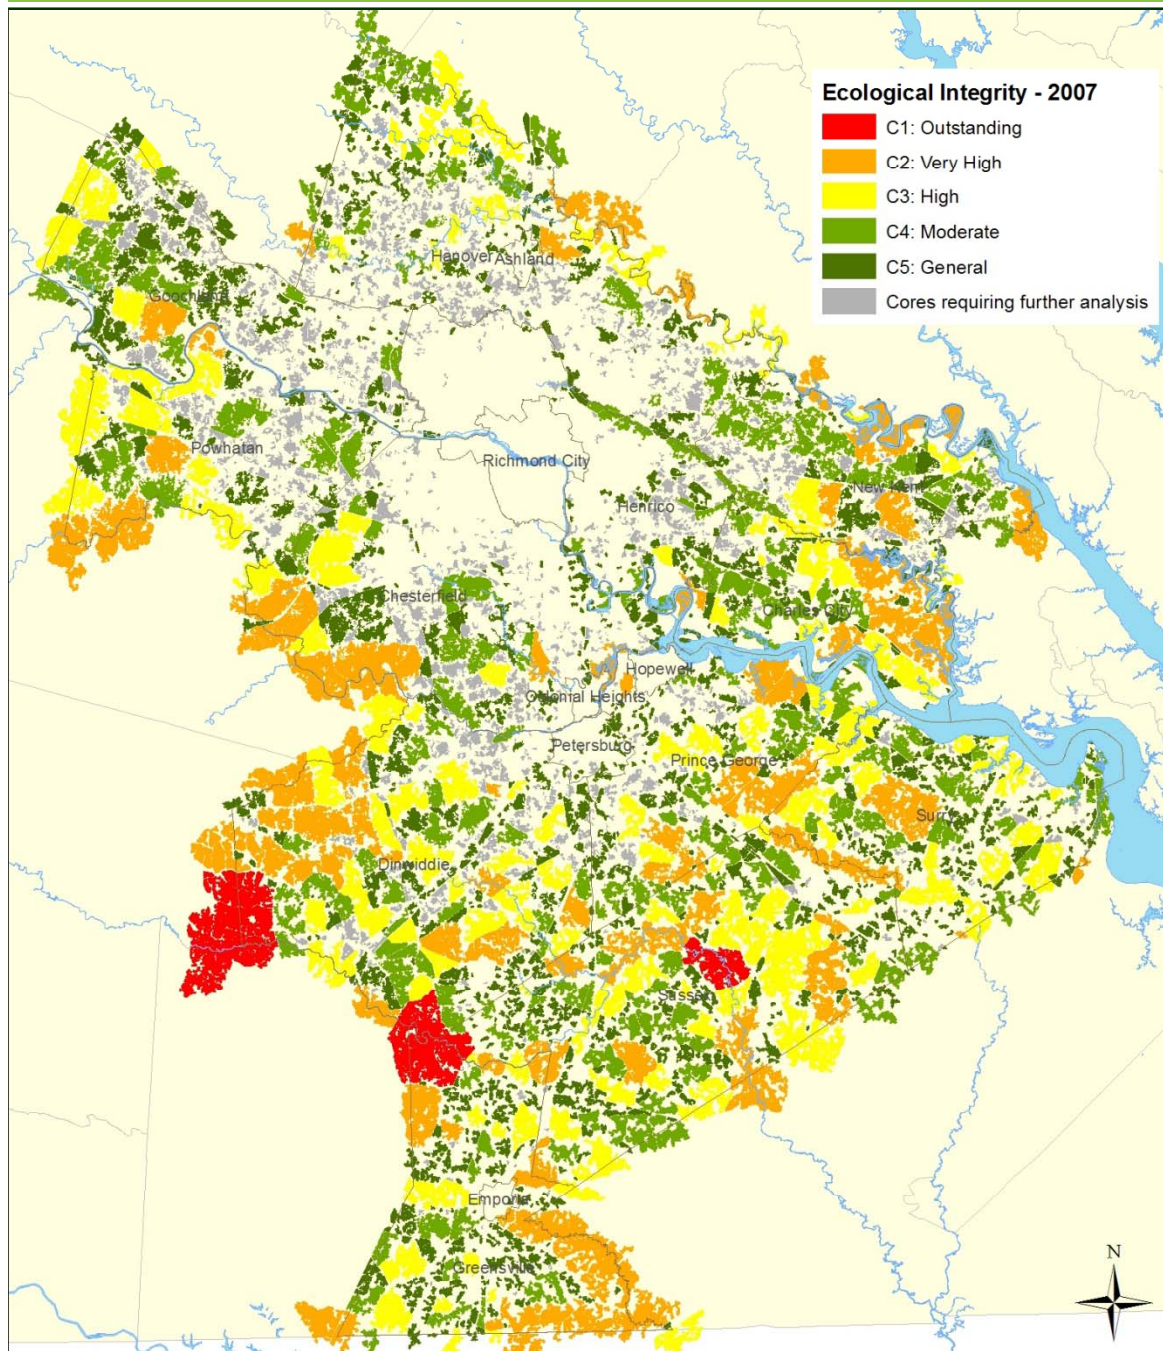 Ecological Integrity - 2007
C1: Outstanding
C2: Very High
C3: High
C4: Moderate
C5: General
Cores requiring further analysis
Hanover
Ashland
Goochland
Powhatan
Richmond City
New Kent
Henrico
Chesterfield
Charles City
Hopewell
Colonial Heights
Petersburg
Prince George
Surry
Dinwiddie
Sussex
Emporia
Greensville
N